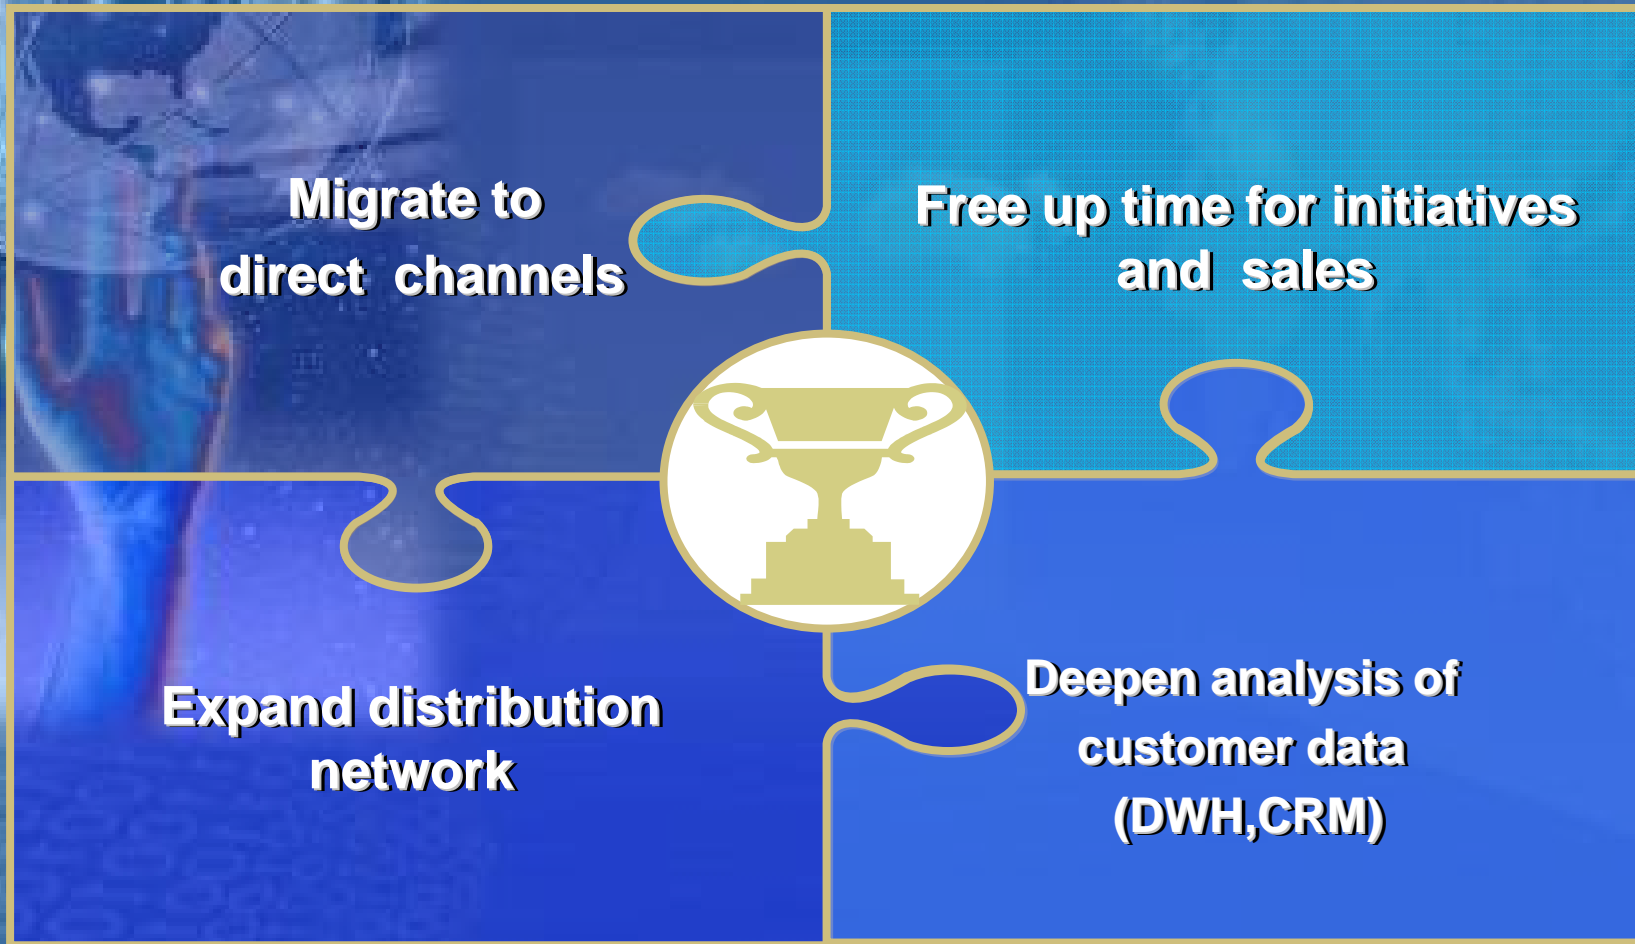 Migrate to
direct channels
Free up time for initiatives
and sales
Expand distribution
network
Deepen analysis of
customer data
(DWH,CRM)